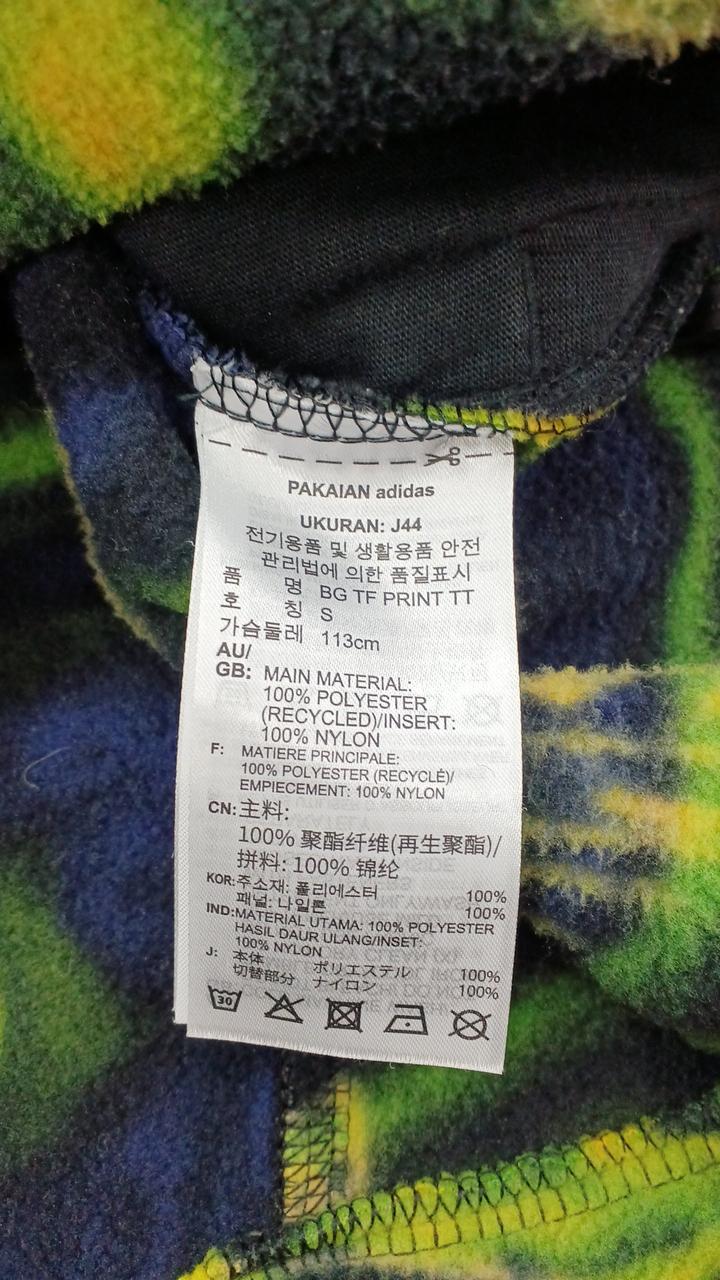 PAKAIAN adidas
UKURAN: J44
전기용품 및 생활용품 안전
관리법에 의한 품질표시
품 명 BG TF PRINT TT
호 칭 S
가슴둘레 113cm
AU/
GB: MAIN MATERIAL:
100% POLYESTER
(RECYCLED)/INSERT:
100% NYLON
F: MATIERE PRINCIPALE:
100% POLYESTER (RECYCLÉ)/
EMPIECEMENT: 100% NYLON
CN:主料:
100% 聚酯纤维(再生聚酯)/
拼料: 100% 锦纶
KOR:주소재: 폴리에스터 100%
패널: 나일론 100%
IND:MATERIAL UTAMA: 100% POLYESTER
HASIL DAUR ULANG/INSET:
100% NYLON
J: 本体 ポリエステル 100%
切替部分 ナイロン 100%
30